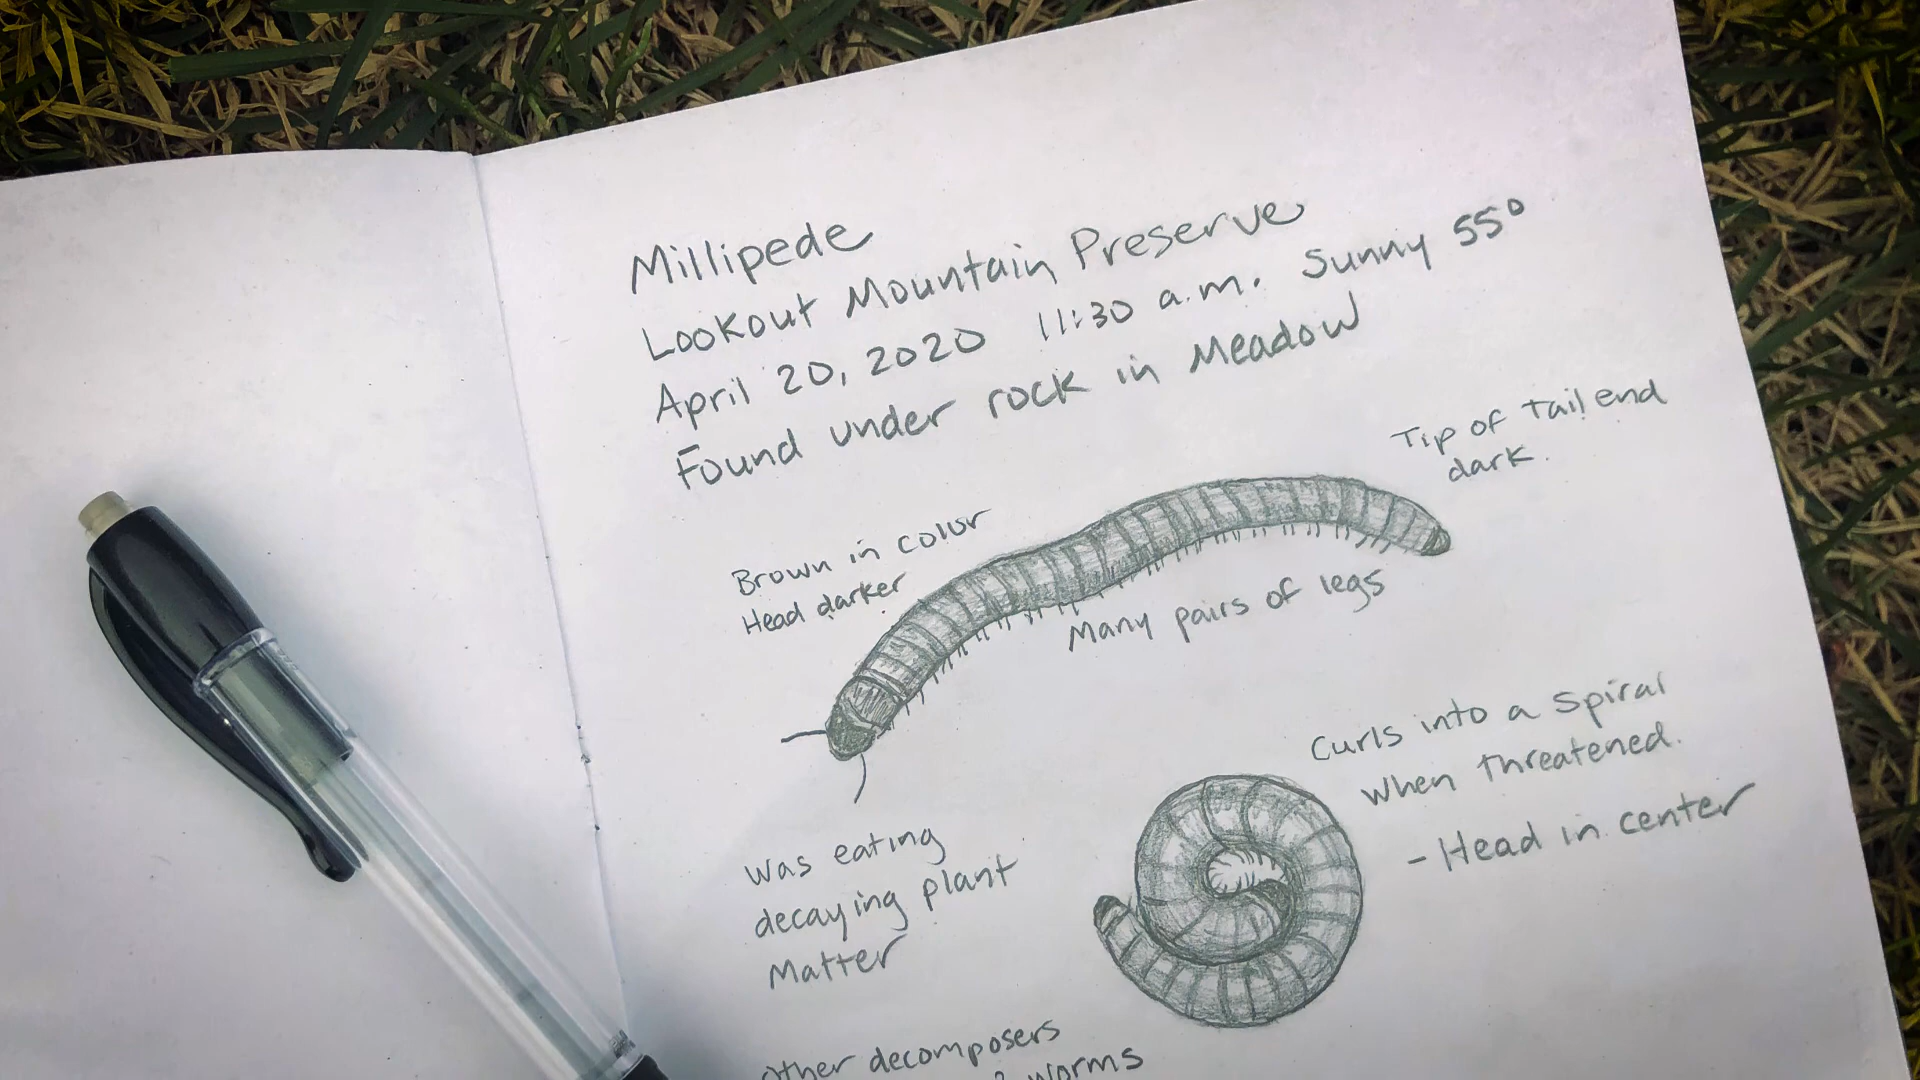 Millipede
Lookout Mountain Preserve
April 20, 2020 11:30 a.m. Sunny 55°
Found under rock in Meadow
Tip of tail end
dark.
Brown in color
Head darker
Many pairs of legs
Curls into a spiral
when threatened.
- Head in center
Was eating
decaying plant
Matter
Other decomposers
worms